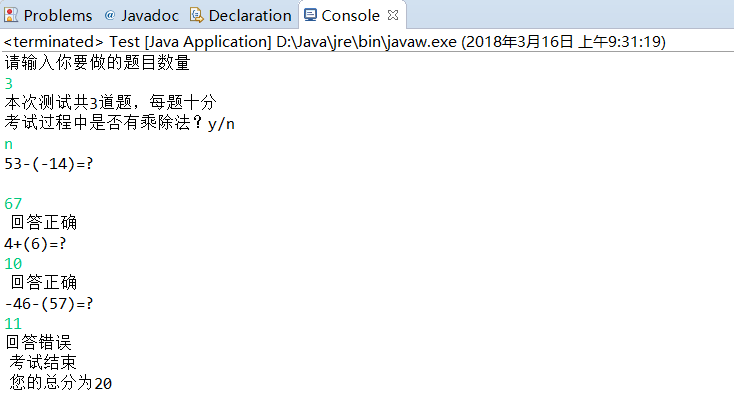 Problems @ Javadoc Declaration Console
<terminated> Test [Java Application] D:\Java\jre\bin\javaw.exe (2018年3月16日 上午9:31:19)
请输入你要做的题目数量
3
本次测试共3道题，每题十分
考试过程中是否有乘除法？y/n
n
53-(-14)=?
67
回答正确
4+(6)=?
10
回答正确
-46-(57)=?
11
回答错误
考试结束
您的总分为20